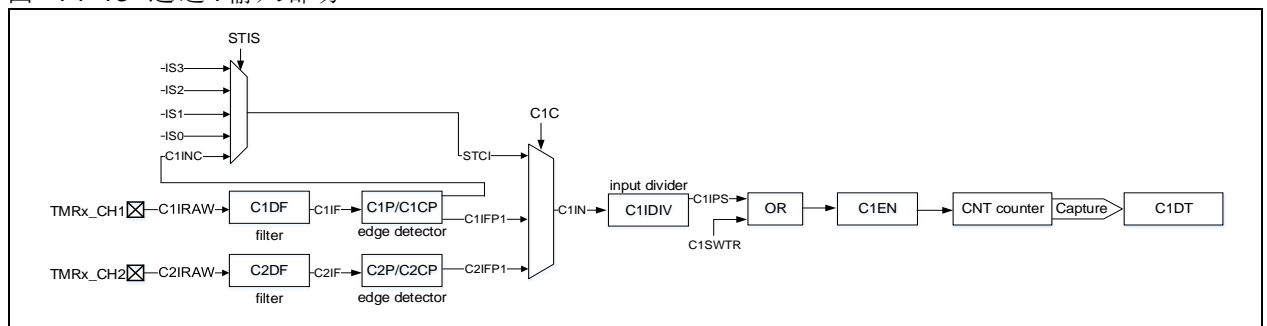 STIS
IS3
IS2
IS1
IS0
C1INC
STCI
C1C
TMRx_CH1
C1IRAW
C1DF
filter
C1IF
C1P/C1CP
edge detector
C1IFP1
TMRx_CH2
C2IRAW
C2DF
filter
C2IF
C2P/C2CP
edge detector
C2IFP1
C1IN
input divider
C1IDIV
C1IPS
C1SWTR
OR
C1EN
CNT counter
Capture
C1DT